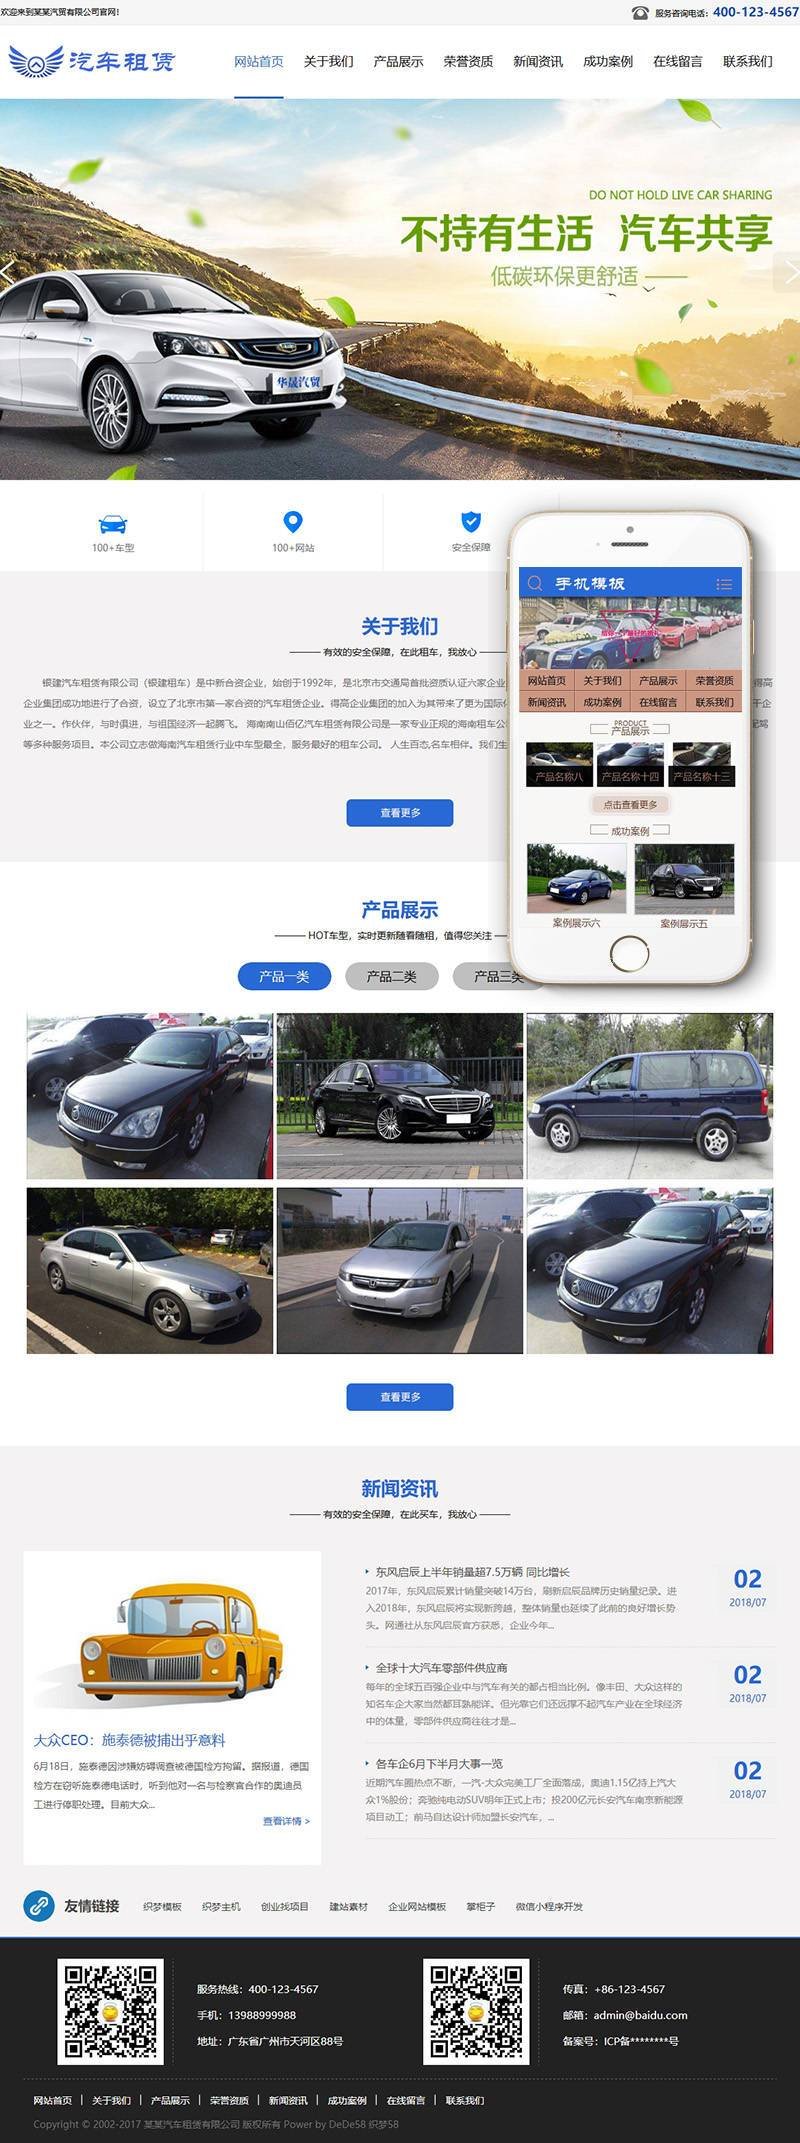 欢迎来到某某汽贸有限公司官网!
服务咨询电话：400-123-4567
汽车租赁
网站首页 关于我们 产品展示 荣誉资质 新闻资讯 成功案例 在线留言 联系我们
DO NOT HOLD LIVE CAR SHARING
不持有生活 汽车共享
低碳环保更舒适
华晟汽贸
100+车型
100+网站
安全保障
关于我们
有效的安全保障，在此租车，我放心
银建汽车租赁有限公司（银建租车）是中新合资企业，始创于1992年，是北京市交通局首批资质认证六家企业
得高
企业集团成功地进行了合资，设立了北京市第一家合资的汽车租赁企业。得高企业集团的加入为其带来了更为国际化
干企
业之一。作伙伴，与时俱进，与祖国经济一起腾飞。 海南南山佰亿汽车租赁有限公司是一家专业正规的海南租车公
配驾
等多种服务项目。本公司立志做海南汽车租赁行业中车型最全，服务最好的租车公司。 人生百态,名车相伴。我们生
查看更多
手机模板
网站首页 关于我们 产品展示 荣誉资质
新闻资讯 成功案例 在线留言 联系我们
PRODUCT
产品展示
产品名称八 产品名称十四 产品名称十三
点击查看更多
成功案例
案例展示六 案例展示五
产品展示
HOT车型，实时更新随看随租，值得您关注
产品一类 产品二类 产品三类
查看更多
新闻资讯
有效的安全保障，在此买车，我放心
大众CEO：施泰德被捕出乎意料
6月18日，施泰德因涉嫌妨碍调查被德国检方拘留。据报道，德国
检方在窃听施泰德电话时，听到他对一名与检察官合作的奥迪员
工进行停职处理。目前大众...
查看详情 >
东风启辰上半年销量超7.5万辆 同比增长
2017年，东风启辰累计销量突破14万台，刷新启辰品牌历史销量纪录。进
入2018年，东风启辰将实现新跨越，整体销量也延续了此前的良好增长势
头。网通社从东风启辰官方获悉，企业今年...
02
2018/07
全球十大汽车零部件供应商
每年的全球五百强企业中与汽车有关的都占相当比例。像丰田、大众这样的
知名车企大家当然都耳熟能详。但光靠它们还远撑不起汽车产业在全球经济
中的体量，零部件供应商往往才是...
02
2018/07
各车企6月下半月大事一览
近期汽车圈热点不断，一汽-大众完美工厂全面落成，奥迪1.15亿持上汽大
众1%股份；奔驰纯电动SUV明年正式上市；投200亿元长安汽车南京新能源
项目动工；前马自达设计师加盟长安汽车，...
02
2018/07
友情链接 织梦模板 织梦主机 创业找项目 建站素材 企业网站模板 掌柜子 微信小程序开发
服务热线：400-123-4567
手机：13988999988
地址：广东省广州市天河区88号
传真：+86-123-4567
邮箱：admin@baidu.com
备案号：ICP备********号
网站首页 | 关于我们 | 产品展示 | 荣誉资质 | 新闻资讯 | 成功案例 | 在线留言 | 联系我们
Copyright © 2002-2017 某某汽车租赁有限公司 版权所有 Power by DeDe58 织梦58